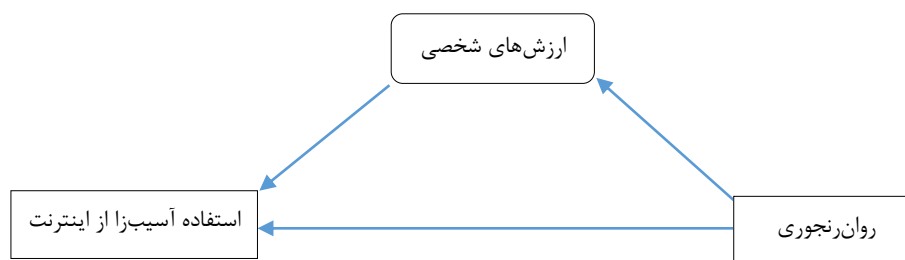 ارزش‌های شخصی
روان‌رنجوری
استفاده آسیب‌زا از اینترنت